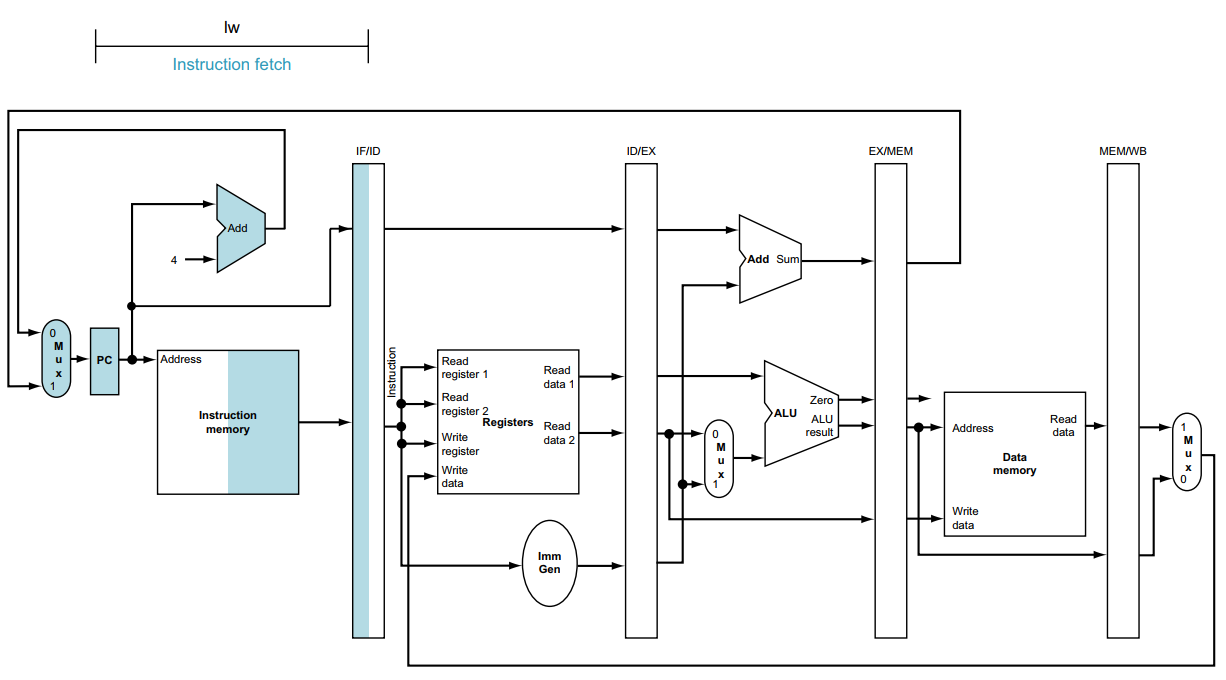 lw
Instruction fetch
IF/ID
ID/EX
EX/MEM
MEM/WB
Add
4
Add Sum
0
M
u
x
1
PC
Address
Instruction
memory
Instruction
Read
register 1
Read
register 2
Write
register
Write
data
Registers
Read
data 1
Read
data 2
Imm
Gen
0
M
u
x
1
ALU
Zero
ALU
result
Address
Read
data
Data
memory
Write
data
1
M
u
x
0